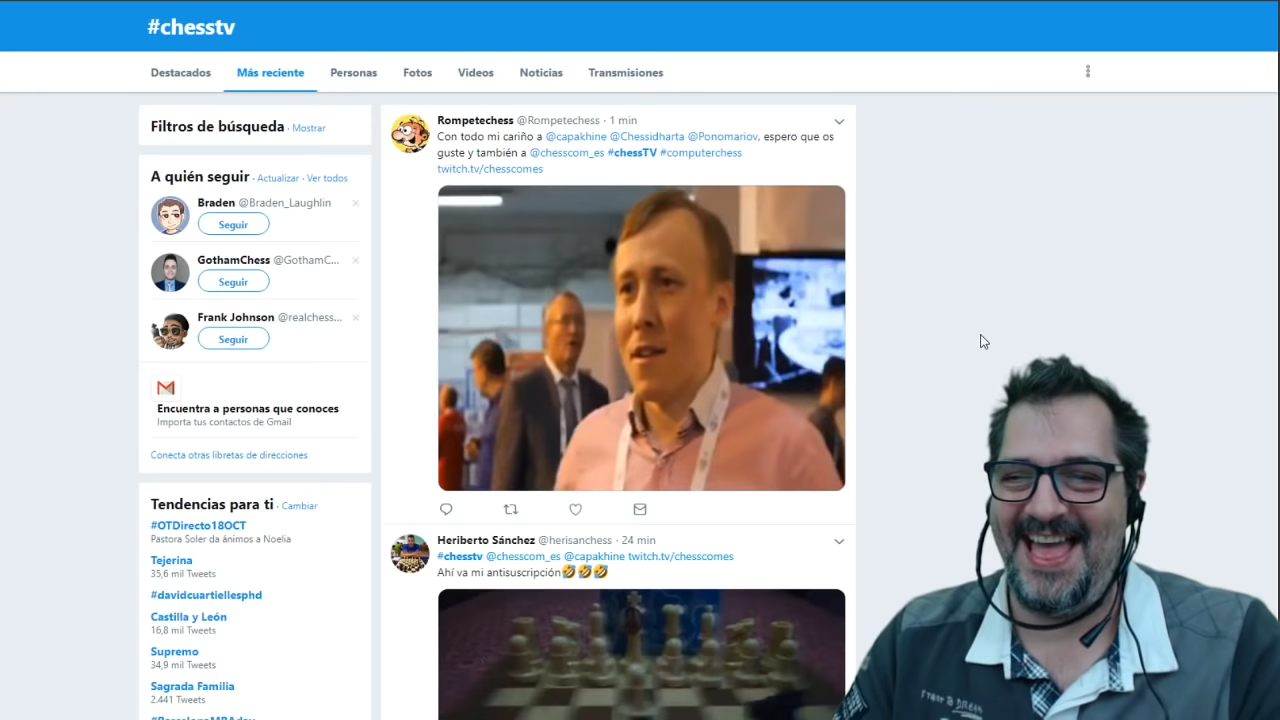 #chesstv
Destacados Más reciente Personas Fotos Videos Noticias Transmisiones
Filtros de búsqueda · Mostrar
A quién seguir · Actualizar · Ver todos
Braden @Braden_Laughlin
Seguir
GothamChess @GothamC...
Seguir
Frank Johnson @realchess...
Seguir
Encuentra a personas que conoces
Importa tus contactos de Gmail
Conecta otras libretas de direcciones
Tendencias para ti · Cambiar
#OTDirecto18OCT
Pastora Soler da ánimos a Noelia
Tejerina
35,6 mil Tweets
#davidcuartiellesphd
Castilla y León
16,8 mil Tweets
Supremo
34,9 mil Tweets
Sagrada Familia
2.441 Tweets
Rompetechess @Rompetechess · 1 min
Con todo mi cariño a @capakhine @Chessidharta @Ponomariov, espero que os
guste y también a @chesscom_es #chessTV #computerchess
twitch.tv/chesscomes
Heriberto Sánchez @herisanchess · 24 min
#chesstv @chesscom_es @capakhine twitch.tv/chesscomes
Ahí va mi antisuscripción🤣🤣🤣